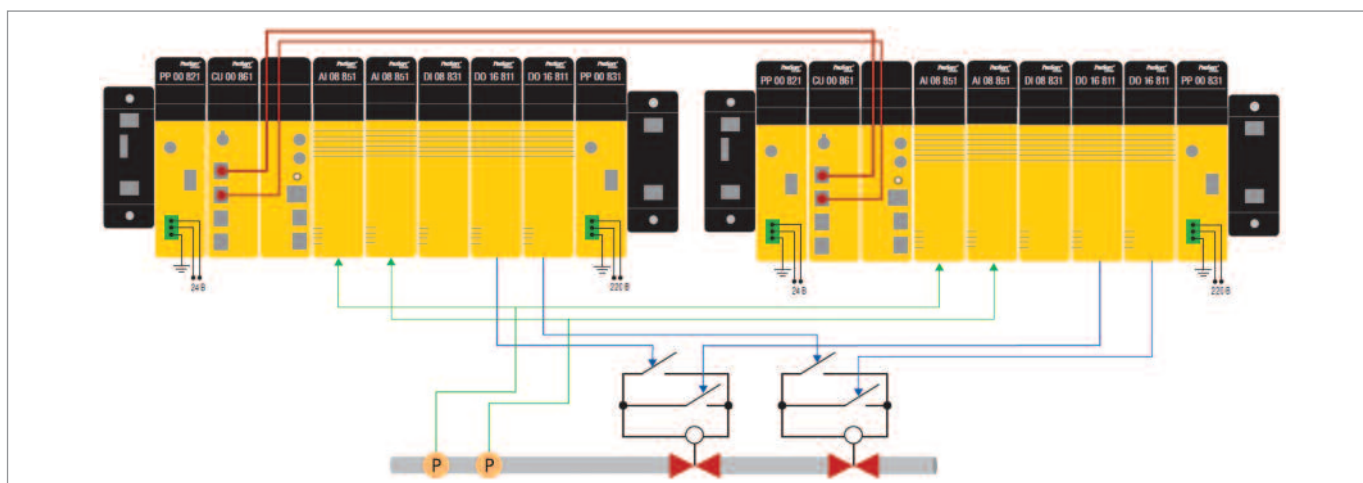 PP 00 821
CU 00 861
AI 08 851
AI 08 851
DI 08 831
DO 16 811
DO 16 811
PP 00 831
24 В
220 В
PP 00 821
CU 00 861
AI 08 851
AI 08 851
DI 08 831
DO 16 811
DO 16 811
PP 00 831
24 В
220 В
P
P